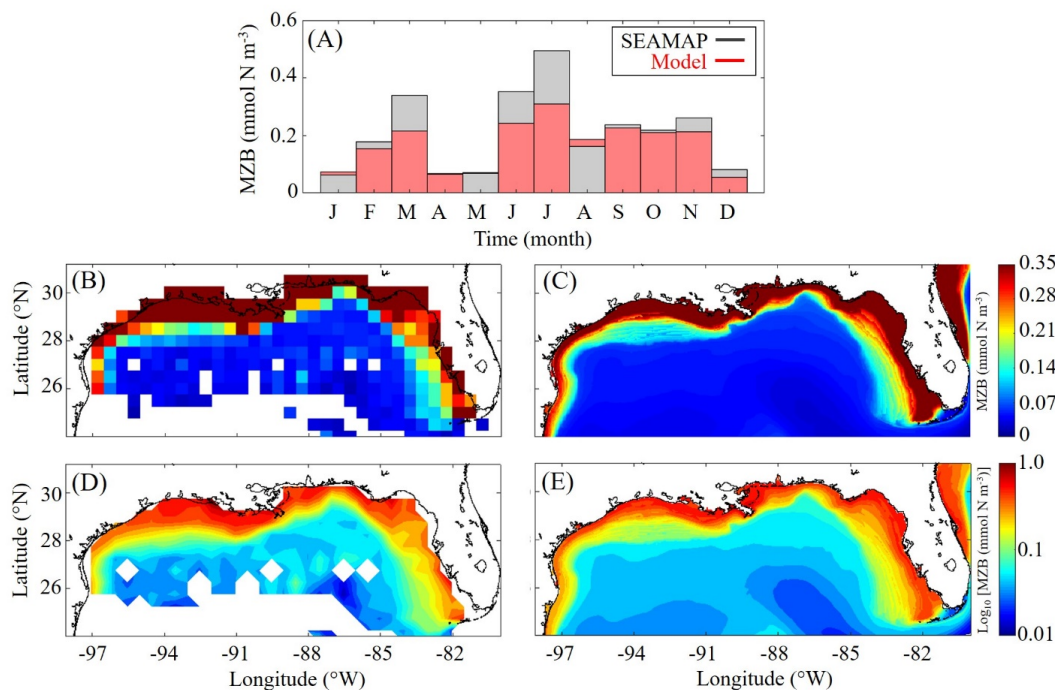 (A)
SEAMAP
Model
MZB (mmol N m-3)
0.6
0.4
0.2
0
J F M A M J J A S O N D
Time (month)
(B)
(C)
Latitude (°N)
30
28
26
0.35
0.28
0.21
0.14
0.07
0
MZB (mmol N m-3)
(D)
(E)
Latitude (°N)
30
28
26
1.0
0.1
0.01
Log10 [MZB (mmol N m-3)]
-97 -94 -91 -88 -85 -82
-97 -94 -91 -88 -85 -82
Longitude (°W)
Longitude (°W)